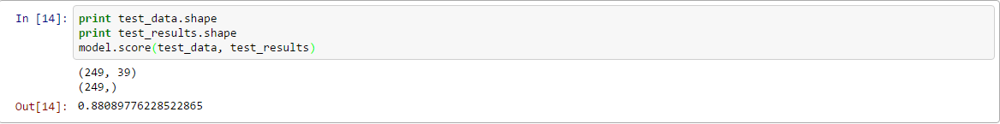 In [14]: print test_data.shape
print test_results.shape
model.score(test_data, test_results)
(249, 39)
(249,)
Out[14]: 0.88089776228522865